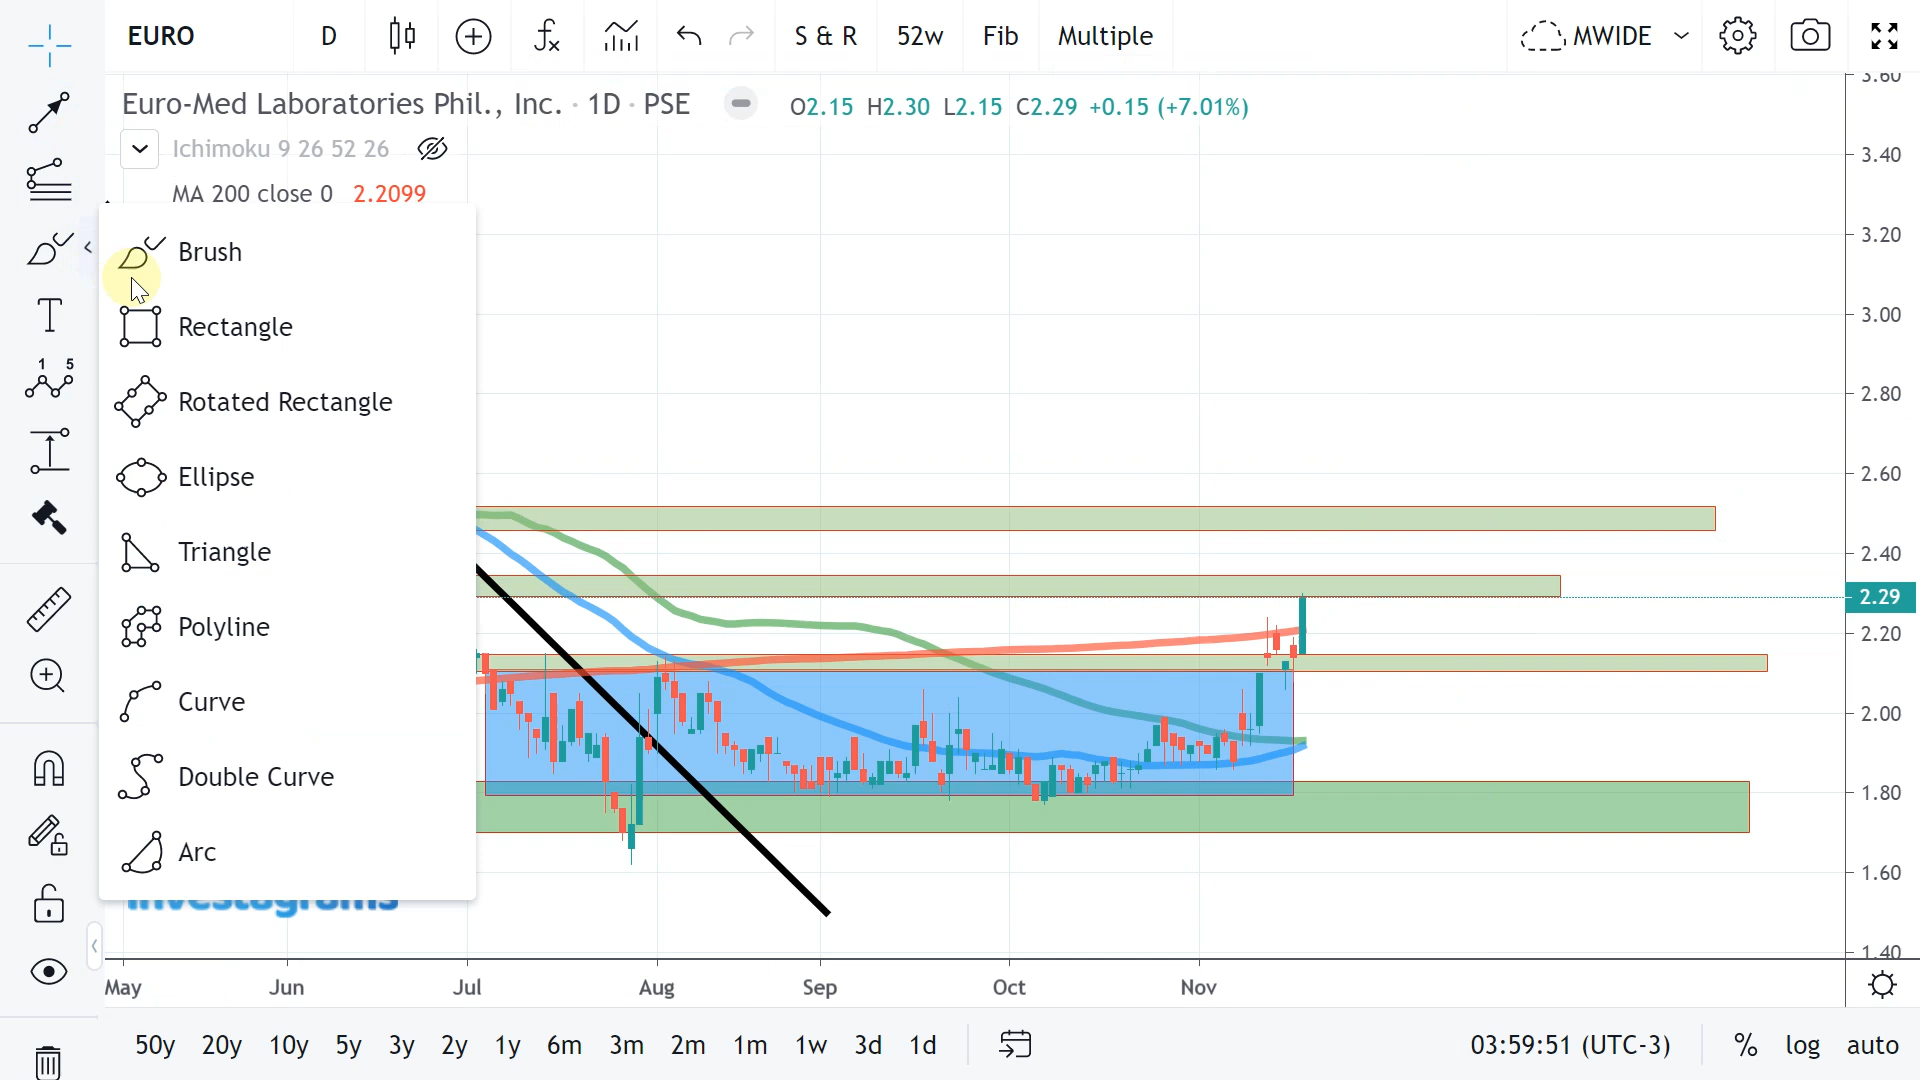 EURO D S & R 52w Fib Multiple MWIDE
Euro-Med Laboratories Phil., Inc. · 1D · PSE O2.15 H2.30 L2.15 C2.29 +0.15 (+7.01%)
Ichimoku 9 26 52 26
MA 200 close 0 2.2099
Brush
Rectangle
Rotated Rectangle
Ellipse
Triangle
Polyline
Curve
Double Curve
Arc
1 5
Investagrams
3.60
3.40
3.20
3.00
2.80
2.60
2.40
2.29
2.20
2.00
1.80
1.60
1.40
May Jun Jul Aug Sep Oct Nov
50y 20y 10y 5y 3y 2y 1y 6m 3m 2m 1m 1w 3d 1d 03:59:51 (UTC-3) % log auto